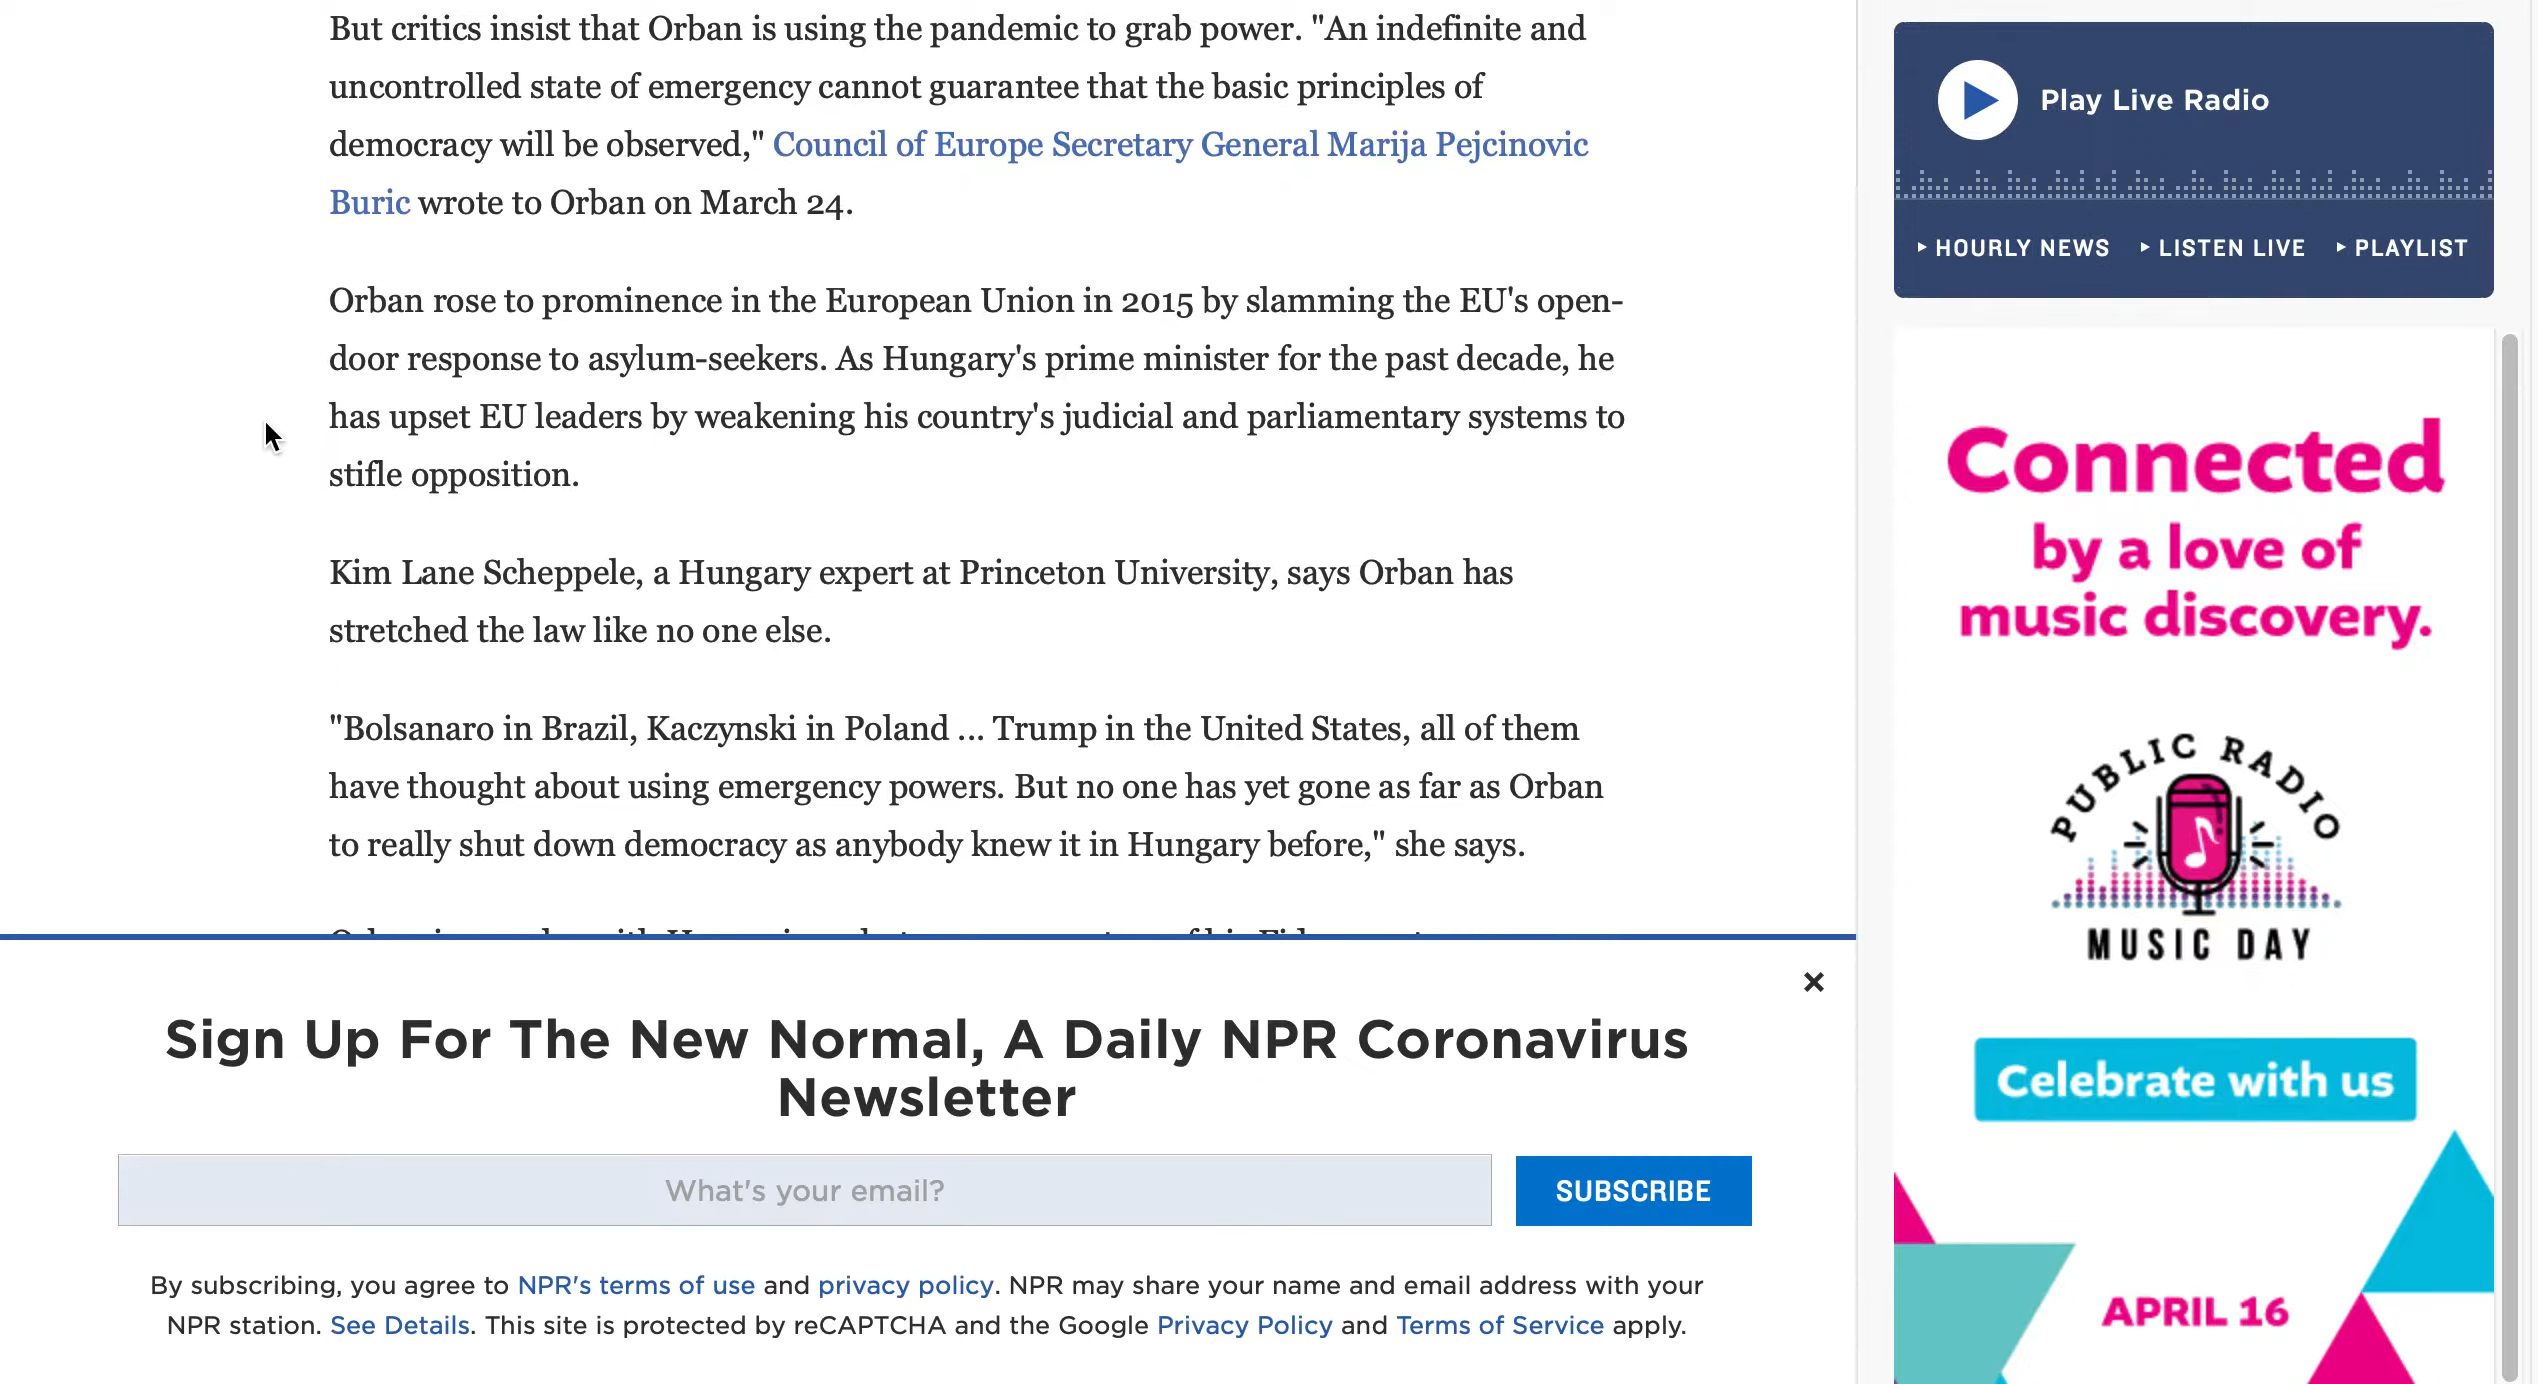 But critics insist that Orban is using the pandemic to grab power. "An indefinite and
uncontrolled state of emergency cannot guarantee that the basic principles of
democracy will be observed," Council of Europe Secretary General Marija Pejcinovic
Buric wrote to Orban on March 24.
Orban rose to prominence in the European Union in 2015 by slamming the EU's open-
door response to asylum-seekers. As Hungary's prime minister for the past decade, he
has upset EU leaders by weakening his country's judicial and parliamentary systems to
stifle opposition.
Kim Lane Scheppele, a Hungary expert at Princeton University, says Orban has
stretched the law like no one else.
"Bolsanaro in Brazil, Kaczynski in Poland ... Trump in the United States, all of them
have thought about using emergency powers. But no one has yet gone as far as Orban
to really shut down democracy as anybody knew it in Hungary before," she says.
×
Sign Up For The New Normal, A Daily NPR Coronavirus
Newsletter
What's your email?
SUBSCRIBE
By subscribing, you agree to NPR's terms of use and privacy policy. NPR may share your name and email address with your
NPR station. See Details. This site is protected by reCAPTCHA and the Google Privacy Policy and Terms of Service apply.
Play Live Radio
HOURLY NEWS
LISTEN LIVE
PLAYLIST
Connected
by a love of
music discovery.
PUBLIC RADIO
MUSIC DAY
Celebrate with us
APRIL 16